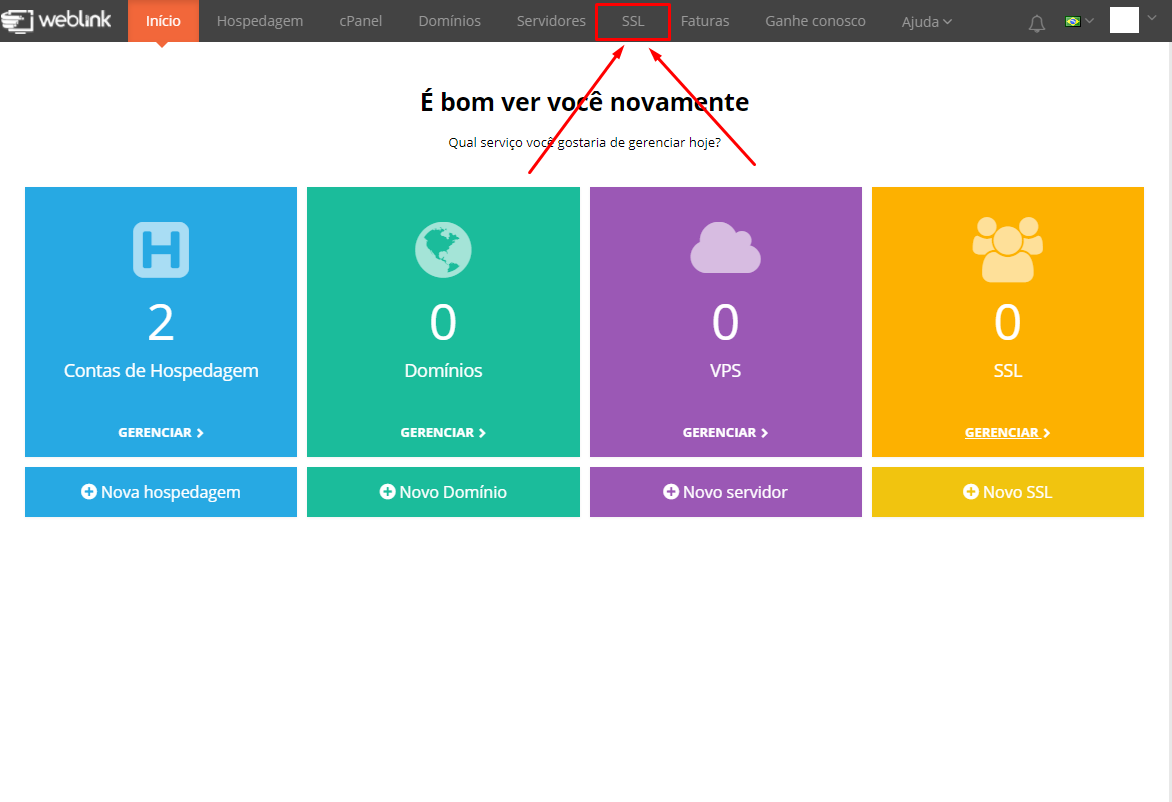 weblink Início Hospedagem cPanel Domínios Servidores SSL Faturas Ganhe conosco Ajuda
É bom ver você novamente
Qual serviço você gostaria de gerenciar hoje?
H
2 0 0 0
Contas de Hospedagem Domínios VPS SSL
GERENCIAR GERENCIAR GERENCIAR GERENCIAR
Nova hospedagem Novo Domínio Novo servidor Novo SSL